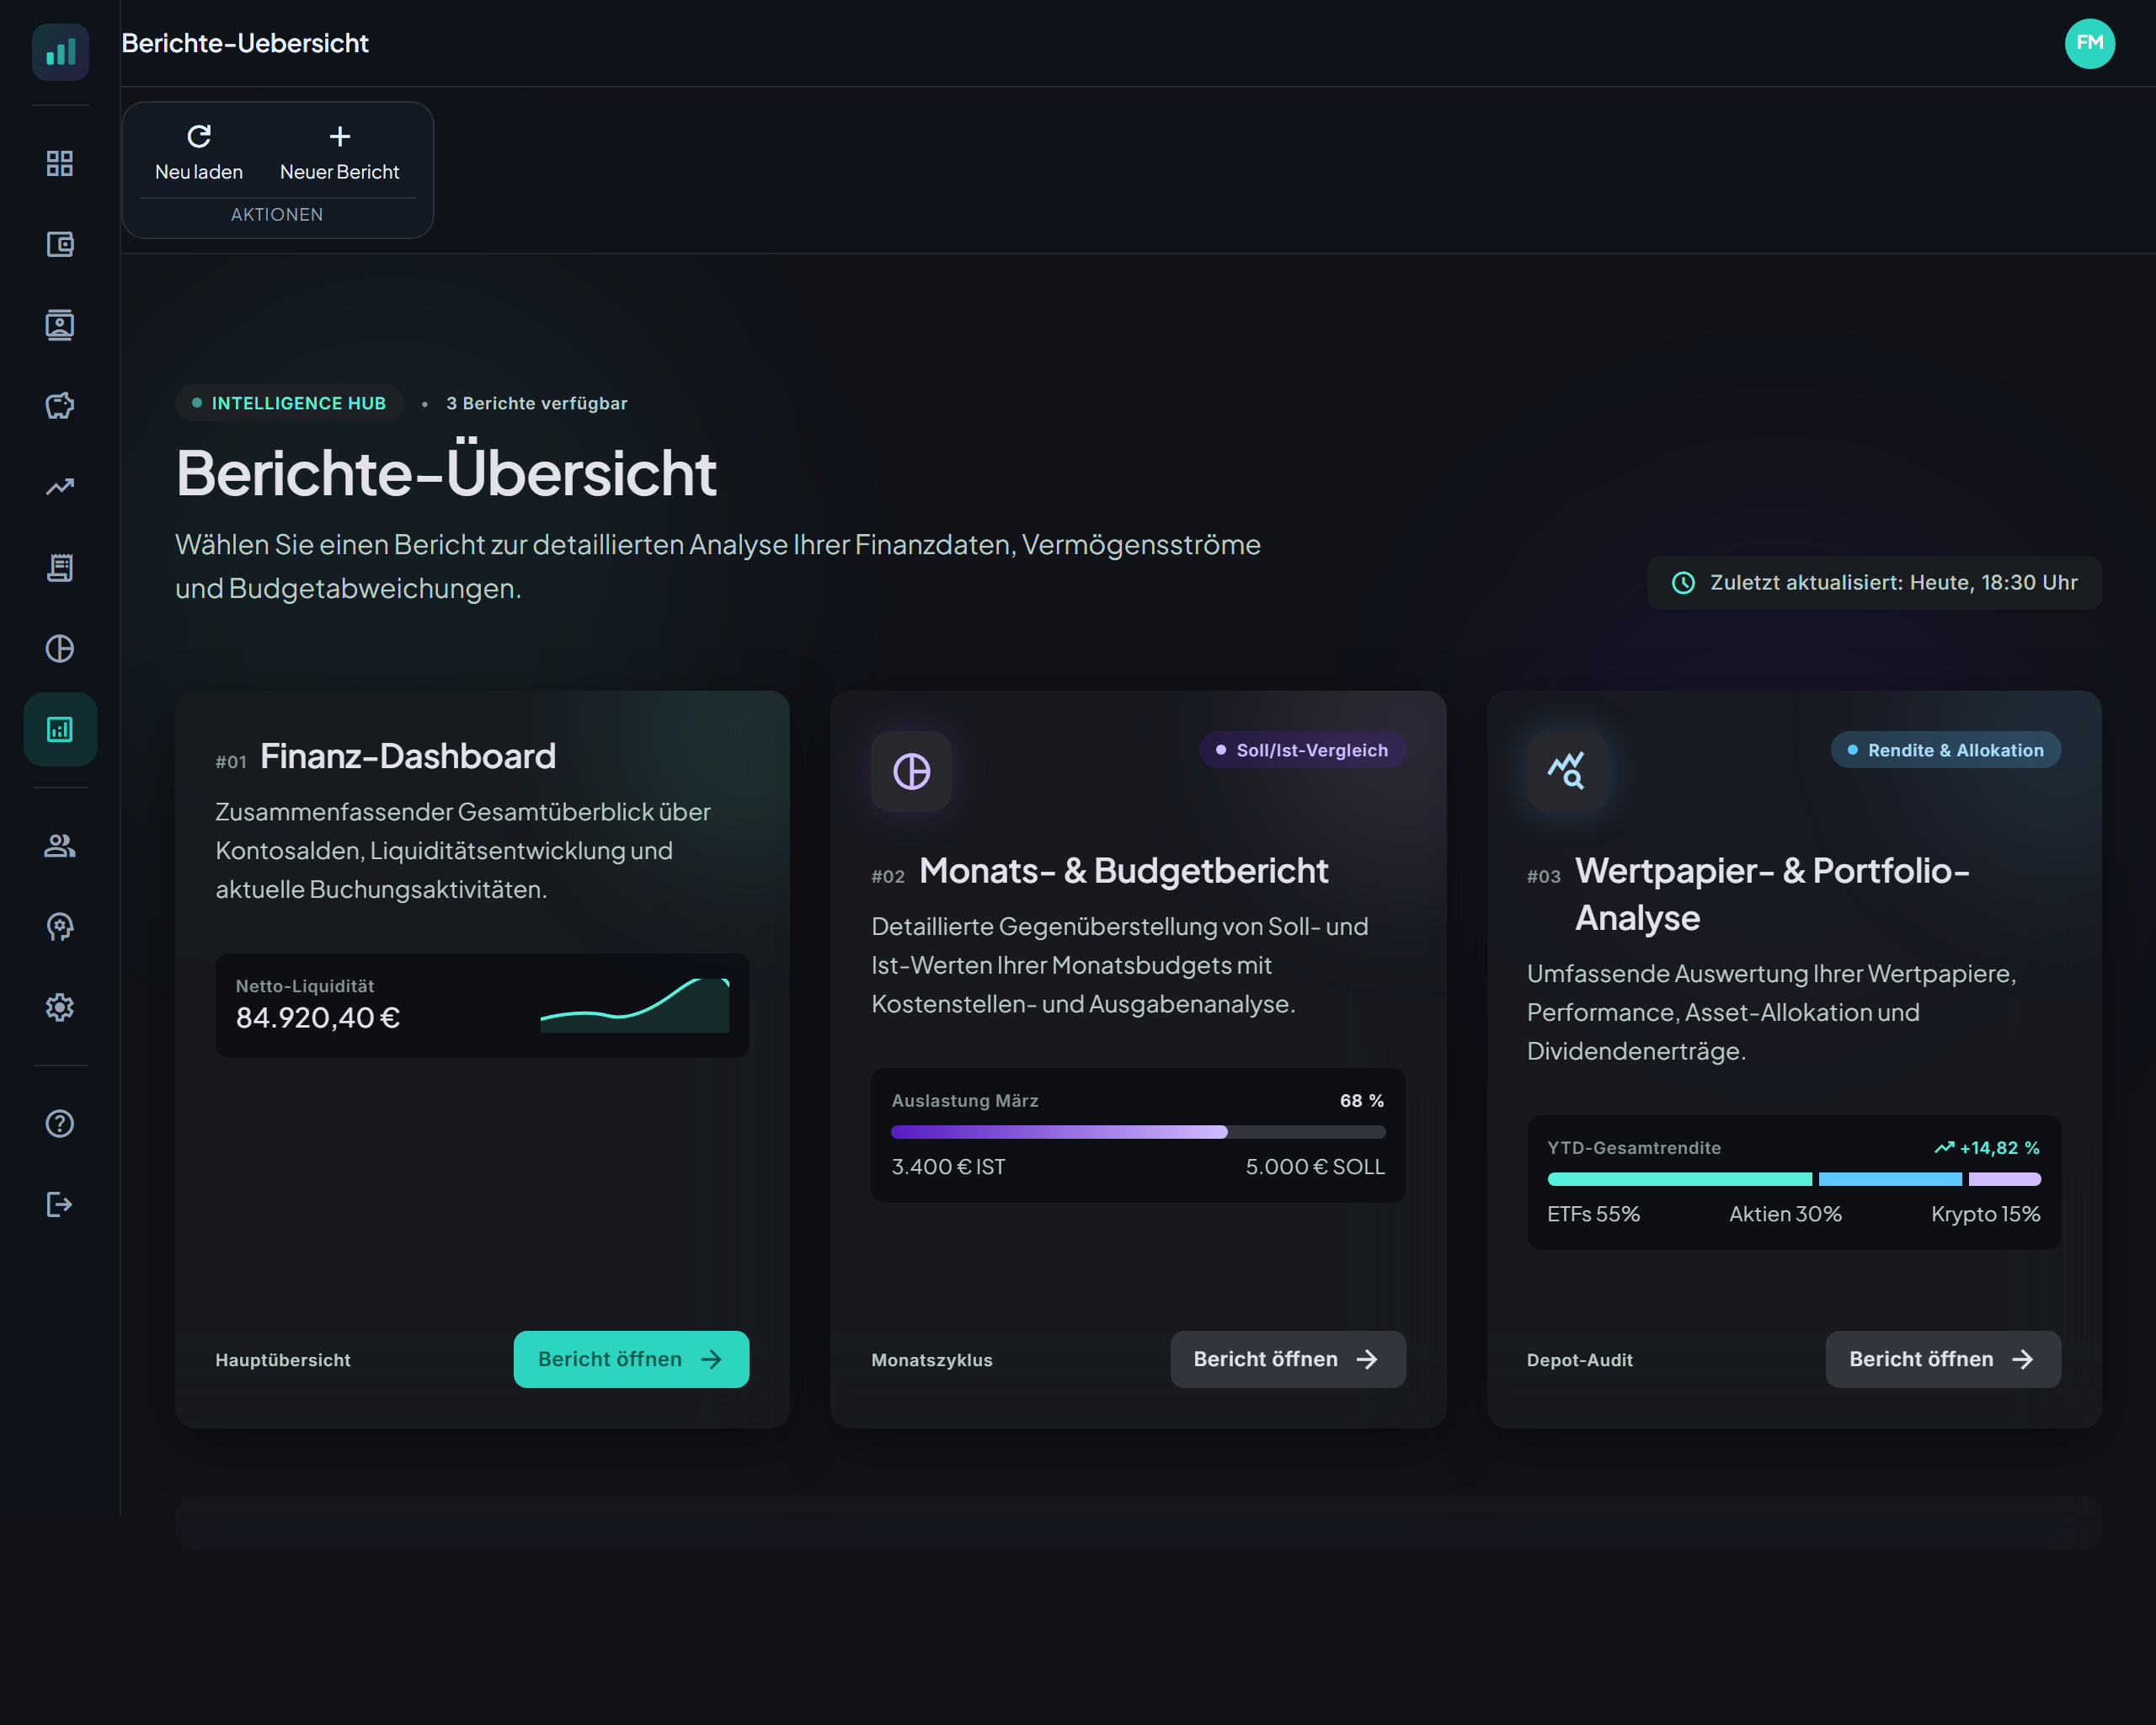 Berichte-Uebersicht
FM
Neu laden
Neuer Bericht
AKTIONEN
INTELLIGENCE HUB
• 3 Berichte verfügbar
Berichte-Übersicht
Wählen Sie einen Bericht zur detaillierten Analyse Ihrer Finanzdaten, Vermögensströme
und Budgetabweichungen.
Zuletzt aktualisiert: Heute, 18:30 Uhr
#01 Finanz-Dashboard
Zusammenfassender Gesamtüberblick über
Kontosalden, Liquiditätsentwicklung und
aktuelle Buchungsaktivitäten.
Netto-Liquidität
84.920,40 €
Hauptübersicht
Bericht öffnen
Soll/Ist-Vergleich
#02 Monats- & Budgetbericht
Detaillierte Gegenüberstellung von Soll- und
Ist-Werten Ihrer Monatsbudgets mit
Kostenstellen- und Ausgabenanalyse.
Auslastung März
68 %
3.400 € IST
5.000 € SOLL
Monatszyklus
Bericht öffnen
Rendite & Allokation
#03 Wertpapier- & Portfolio-
Analyse
Umfassende Auswertung Ihrer Wertpapiere,
Performance, Asset-Allokation und
Dividendenerträge.
YTD-Gesamtrendite
+14,82 %
ETFs 55%
Aktien 30%
Krypto 15%
Depot-Audit
Bericht öffnen